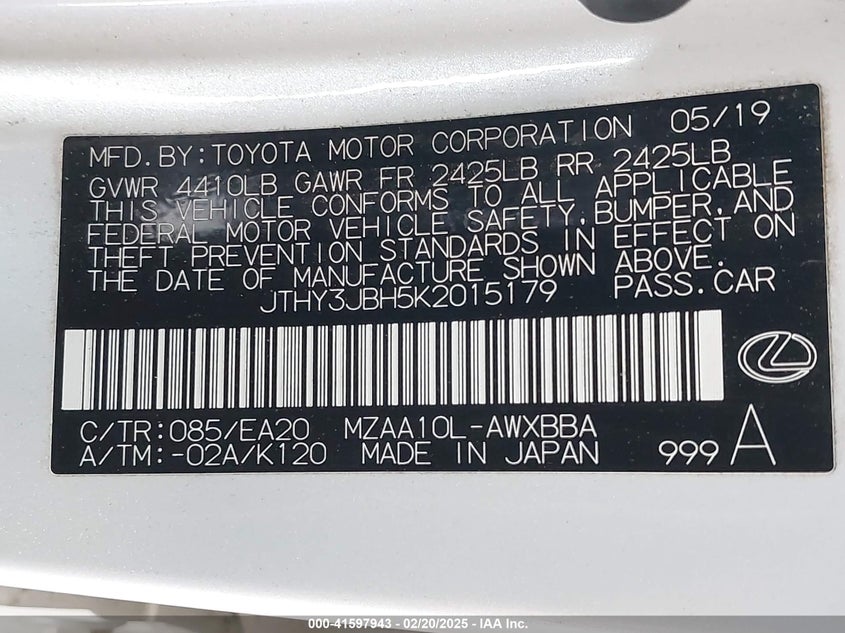 MFD.BY:TOYOTA MOTOR CORPORATION 05/19
GVWR 4410LB GAWR FR 2425LB RR 2425LB
THIS VEHICLE CONFORMS TO ALL APPLICABLE
FEDERAL MOTOR VEHICLE SAFETY,BUMPER,AND
THEFT PREVENTION STANDARDS IN EFFECT ON
THE DATE OF MANUFACTURE SHOWN ABOVE.
JTHY3JBH5K2015179 PASS.CAR
C/TR:085/EA20 MZAA10L-AWXBBA
A/TM:-02A/K120 MADE IN JAPAN 999 A
000-41597943 / 02/20/2025 - IAA Inc.